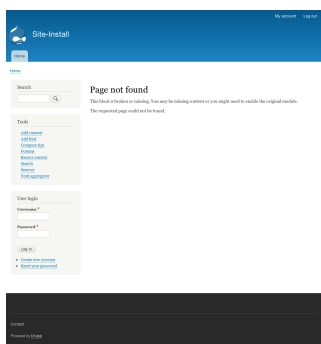 My account Log out
Site-Install
Home
Home
Search
Page not found
This block is broken or missing. You may be missing content or you might need to enable the original module.
The requested page could not be found.
Tools
Add content
Add feed
Compose tips
Forums
Recent content
Search
Sources
Feed aggregator
User login
Username *
Password *
Log in
Create new account
Reset your password
Contact
Powered by Drupal